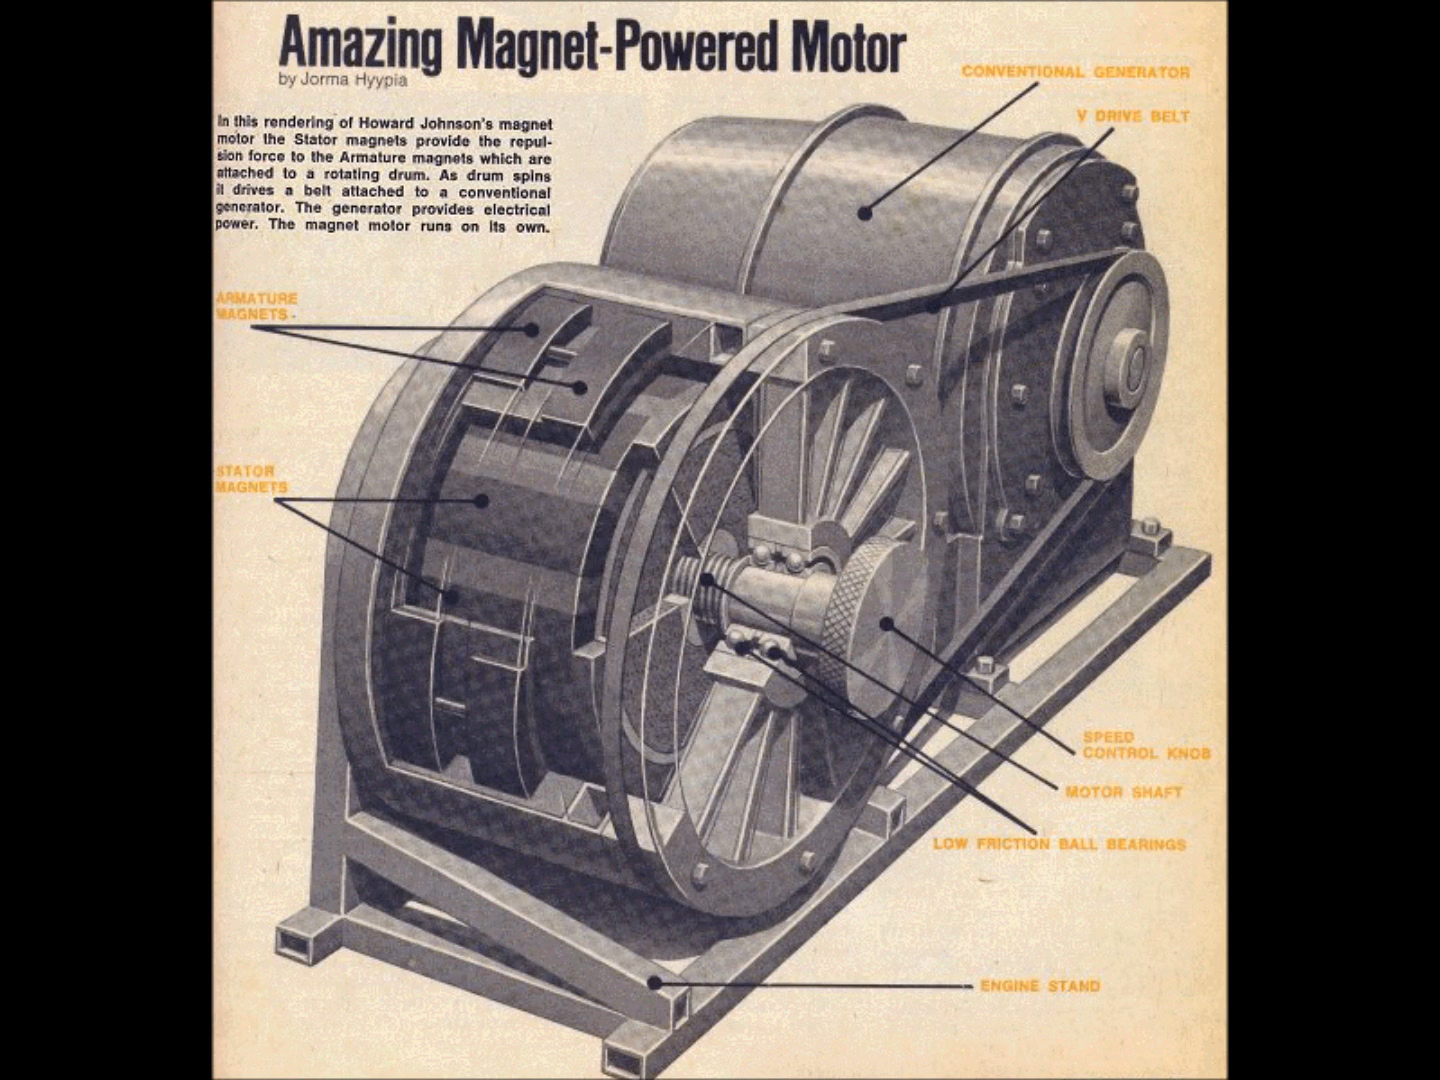 Amazing Magnet-Powered Motor
by Jorma Hyypia
CONVENTIONAL GENERATOR
V DRIVE BELT
In this rendering of Howard Johnson's magnet
motor the Stator magnets provide the repul-
sion force to the Armature magnets which are
attached to a rotating drum. As drum spins
it drives a belt attached to a conventional
generator. The generator provides electrical
power. The magnet motor runs on its own.
ARMATURE
MAGNETS
STATOR
MAGNETS
SPEED
CONTROL KNOB
MOTOR SHAFT
LOW FRICTION BALL BEARINGS
ENGINE STAND